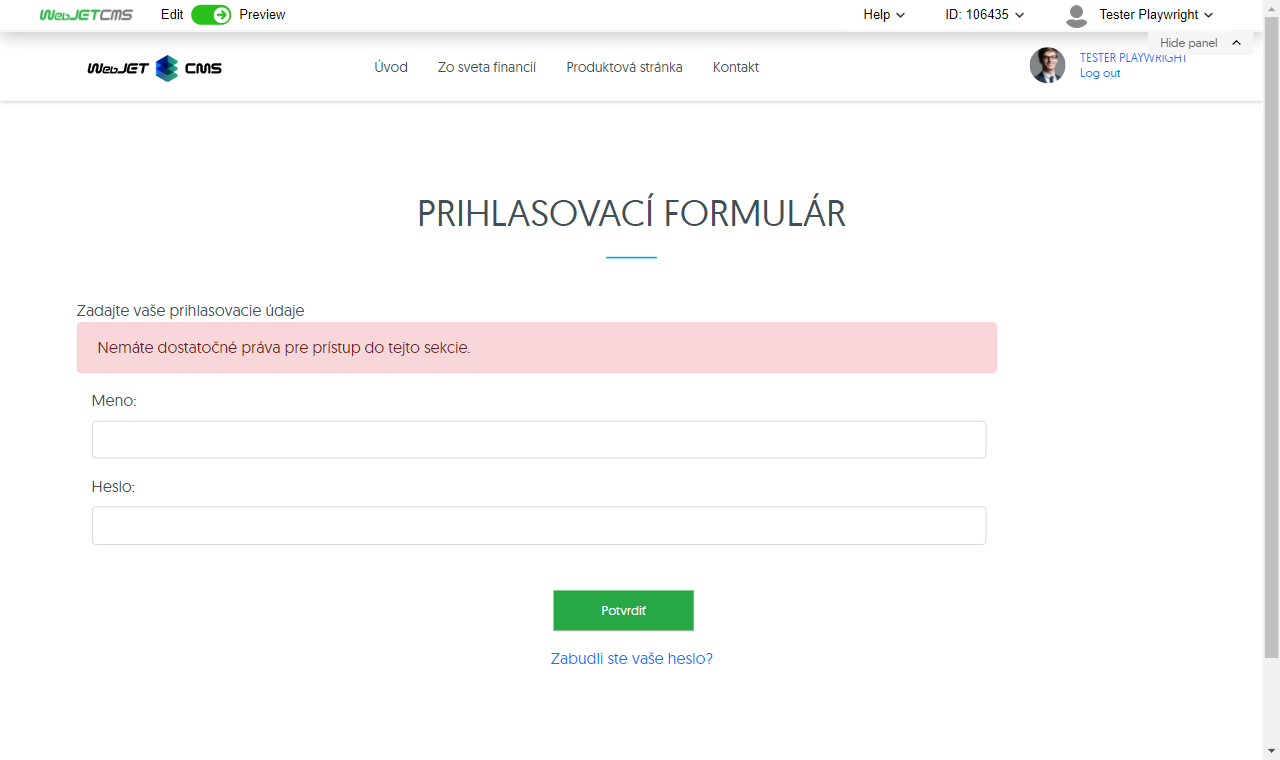 WebJETCMS Edit Preview Help ID: 106435 Tester Playwright
Hide panel
WebJET CMS Úvod Zo sveta financií Produktová stránka Kontakt TESTER PLAYWRIGHT
Log out
PRIHLASOVACÍ FORMULÁR
Zadajte vaše prihlasovacie údaje
Nemáte dostatočné práva pre prístup do tejto sekcie.
Meno:
Heslo:
Potvrdiť
Zabudli ste vaše heslo?